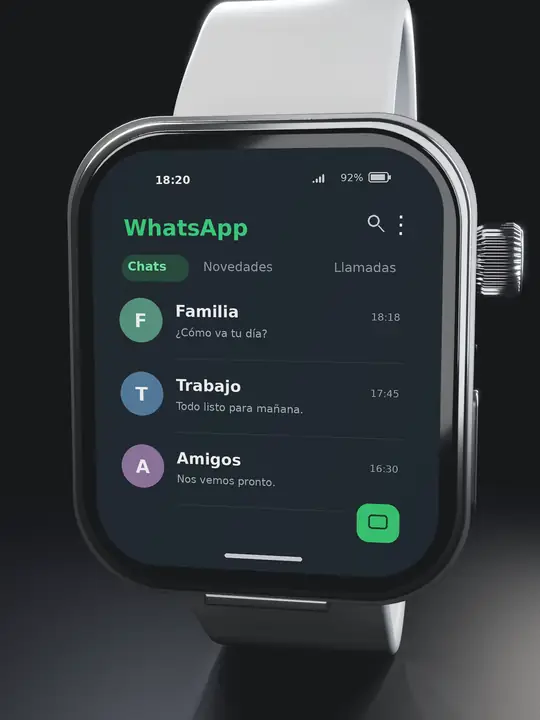 18:20 92%
WhatsApp
Chats Novedades Llamadas
F Familia 18:18
¿Cómo va tu día?
T Trabajo 17:45
Todo listo para mañana.
A Amigos 16:30
Nos vemos pronto.